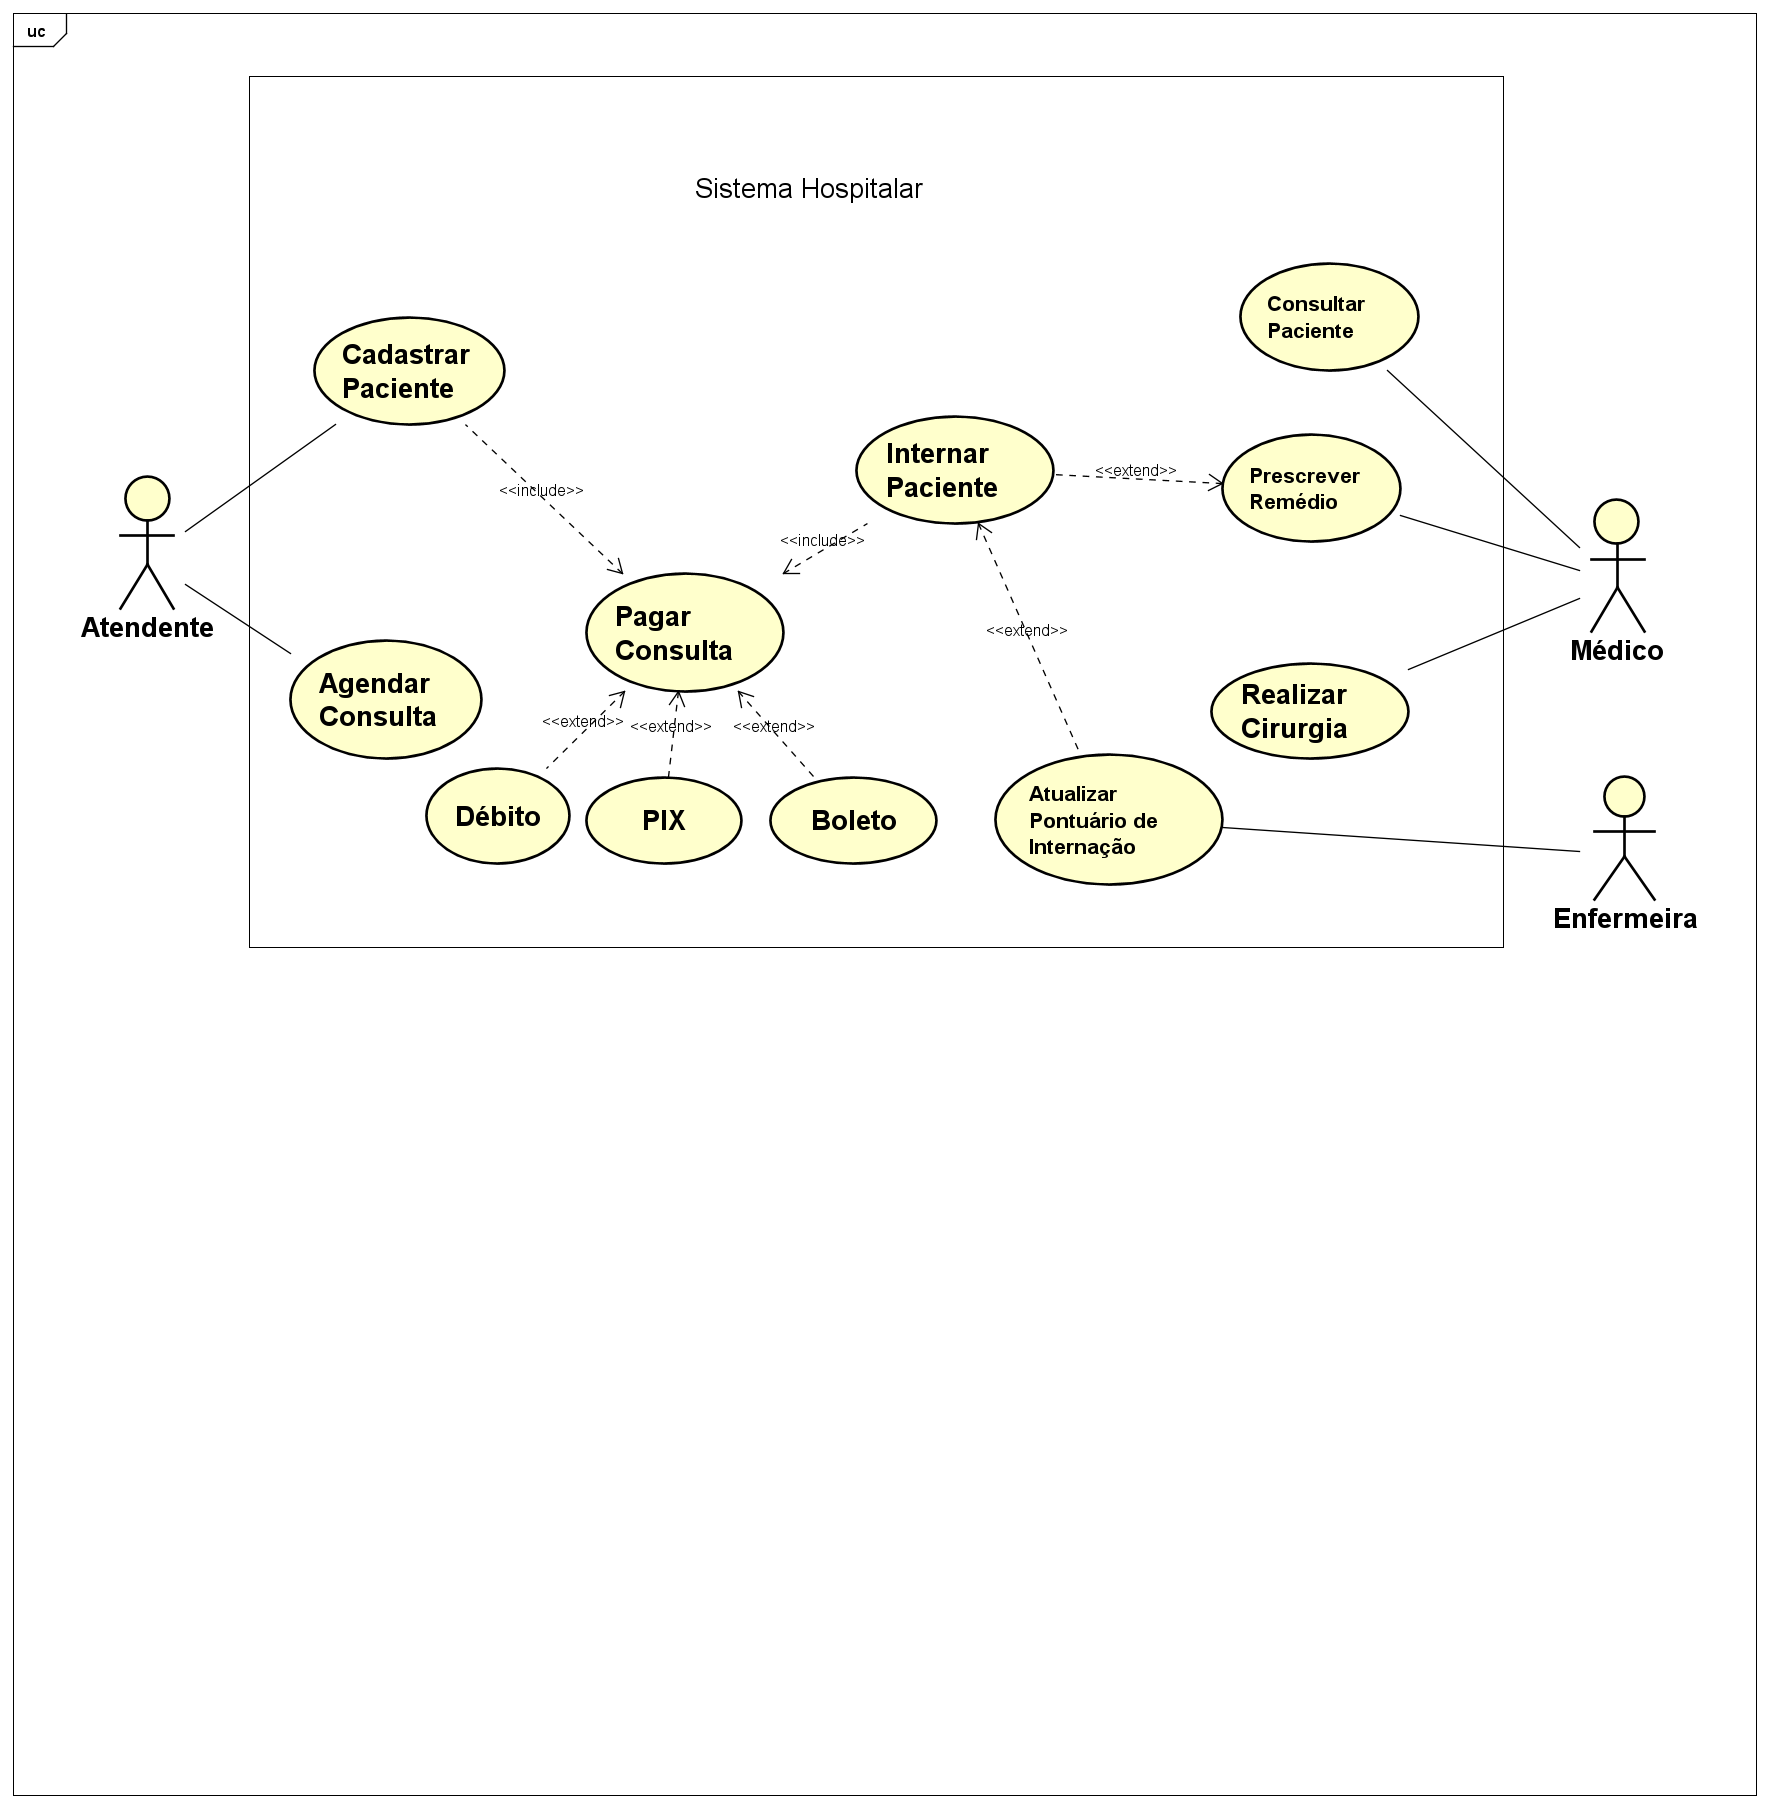 uc
Sistema Hospitalar
Consultar
Paciente
Cadastrar
Paciente
Internar
Paciente
<<extend>>
Prescrever
Remédio
<<include>>
<<include>>
Atendente
Pagar
Consulta
<<extend>>
Médico
Agendar
Consulta
<<extend>>
<<extend>>
<<extend>>
Realizar
Cirurgia
Débito
PIX
Boleto
Atualizar
Pontuário de
Internação
Enfermeira